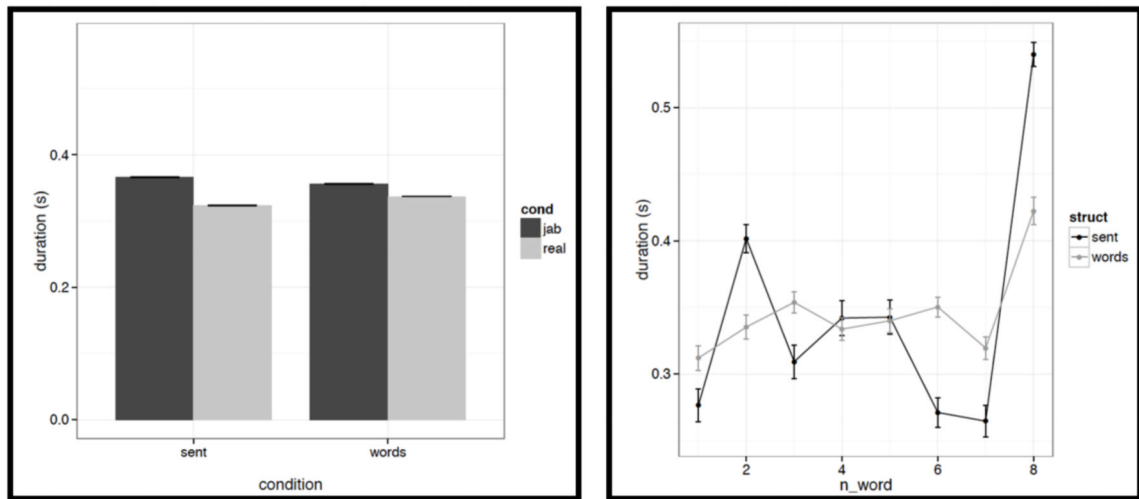 duration (s)
0.4
0.2
0.0
sent
words
condition
cond
jab
real
duration (s)
0.5
0.4
0.3
2
4
6
8
n_word
struct
sent
words